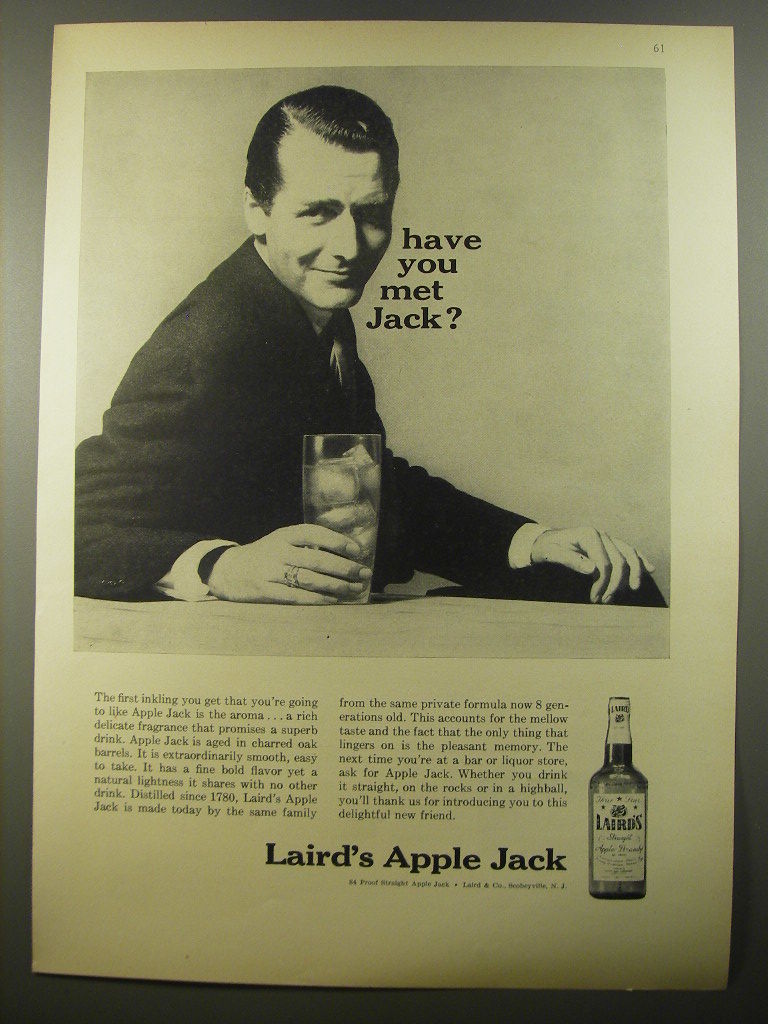 61
have
you
met
Jack?
The first inkling you get that you're going
to like Apple Jack is the aroma . . . a rich
delicate fragrance that promises a superb
drink. Apple Jack is aged in charred oak
barrels. It is extraordinarily smooth, easy
to take. It has a fine bold flavor yet a
natural lightness it shares with no other
drink. Distilled since 1780, Laird's Apple
Jack is made today by the same family
from the same private formula now 8 gen-
erations old. This accounts for the mellow
taste and the fact that the only thing that
lingers on is the pleasant memory. The
next time you're at a bar or liquor store,
ask for Apple Jack. Whether you drink
it straight, on the rocks or in a highball,
you'll thank us for introducing you to this
delightful new friend.
LAIRD'S
LAIRD'S
Straight
Apple Brandy
Laird's Apple Jack
84 Proof Straight Apple Jack • Laird & Co., Scobeyville, N. J.